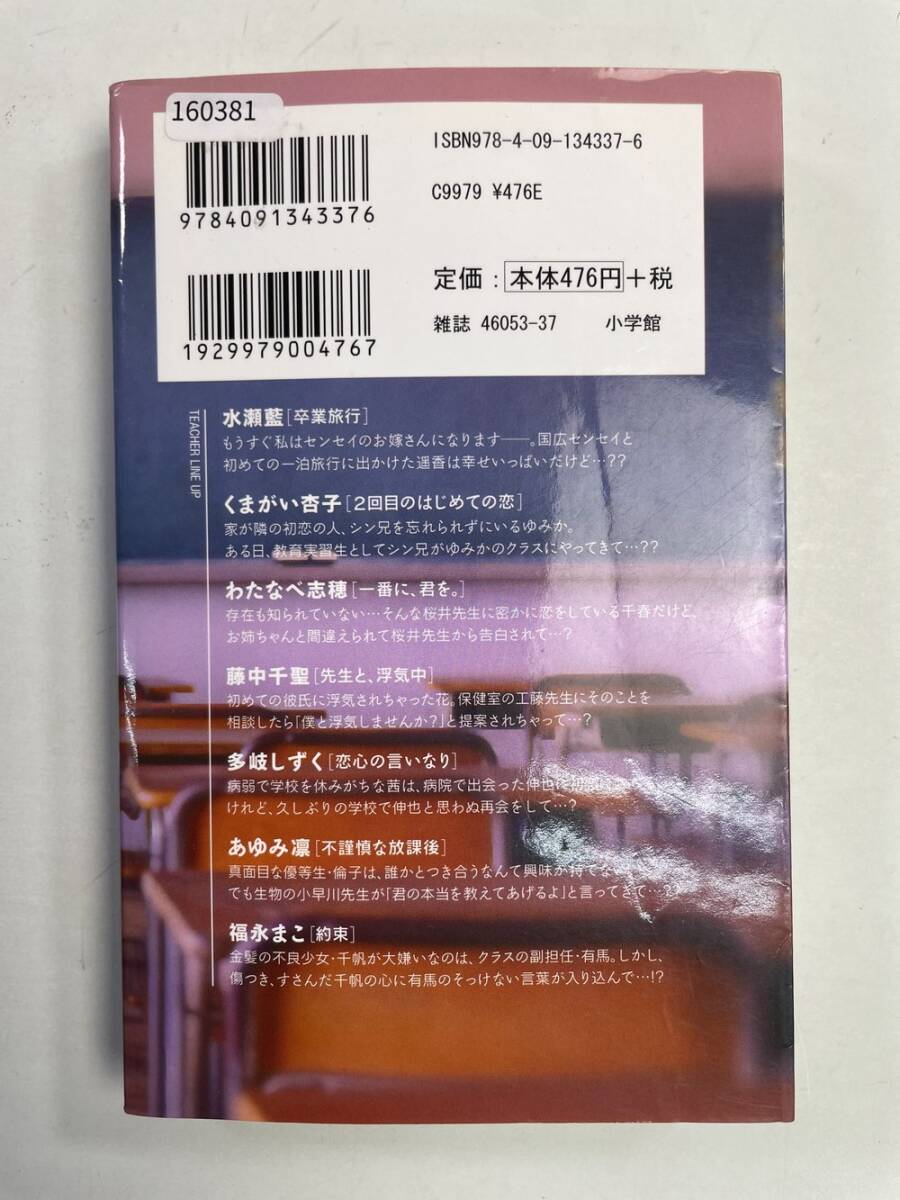 160381
ISBN978-4-09-134337-6
9784091343376
C9979 ¥476E
定価：本体476円＋税
1929979004767
雑誌 46053-37 小学館
TEACHER LINE UP
水瀬藍[卒業旅行]
もうすぐ私はセンセイのお嫁さんになります――。国広センセイと
初めての一泊旅行に出かけた遥香は幸せいっぱいだけど…??
くまがい杏子[2回目のはじめての恋]
家が隣の初恋の人、シン兄を忘れられずにいるゆみか。
ある日、教育実習生としてシン兄がゆみかのクラスにやってきて…??
わたなべ志穂[一番に、君を。]
存在も知られていない…そんな桜井先生に密かに恋をしている千春だけど、
お姉ちゃんと間違えられて桜井先生から告白されて…?
藤中千聖[先生と、浮気中]
初めての彼氏に浮気されちゃった花。保健室の工藤先生にそのことを
相談したら「僕と浮気しませんか?」と提案されちゃって…?
多岐しずく[恋心の言いなり]
病弱で学校を休みがちな茜は、病院で出会った伸也に初
けれど、久しぶりの学校で伸也と思わぬ再会をして…?
あゆみ凛[不謹慎な放課後]
真面目な優等生・倫子は、誰かとつき合うなんて興味が持てな
でも生物の小早川先生が「君の本当を教えてあげるよ」と言ってきて…??
福永まこ[約束]
金髪の不良少女・千帆が大嫌いなのは、クラスの副担任・有馬。しかし、
傷つき、すさんだ千帆の心に有馬のそっけない言葉が入り込んで…!?